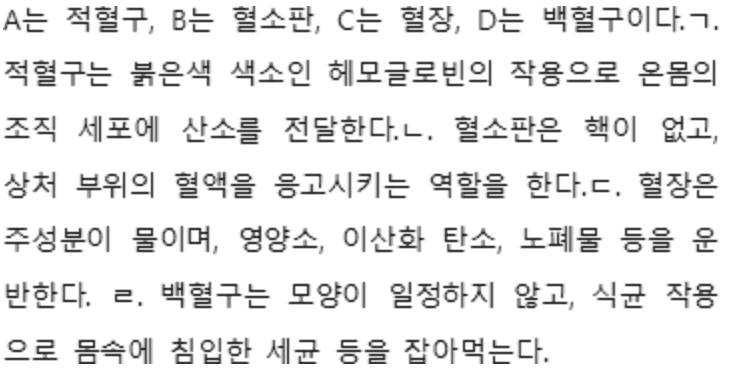 A는 적혈구, B는 혈소판, C는 혈장, D는 백혈구이다.ㄱ.
적혈구는 붉은색 색소인 헤모글로빈의 작용으로 온몸의
조직 세포에 산소를 전달한다.ㄴ. 혈소판은 핵이 없고,
상처 부위의 혈액을 응고시키는 역할을 한다.ㄷ. 혈장은
주성분이 물이며, 영양소, 이산화 탄소, 노폐물 등을 운
반한다. ㄹ. 백혈구는 모양이 일정하지 않고, 식균 작용
으로 몸속에 침입한 세균 등을 잡아먹는다.